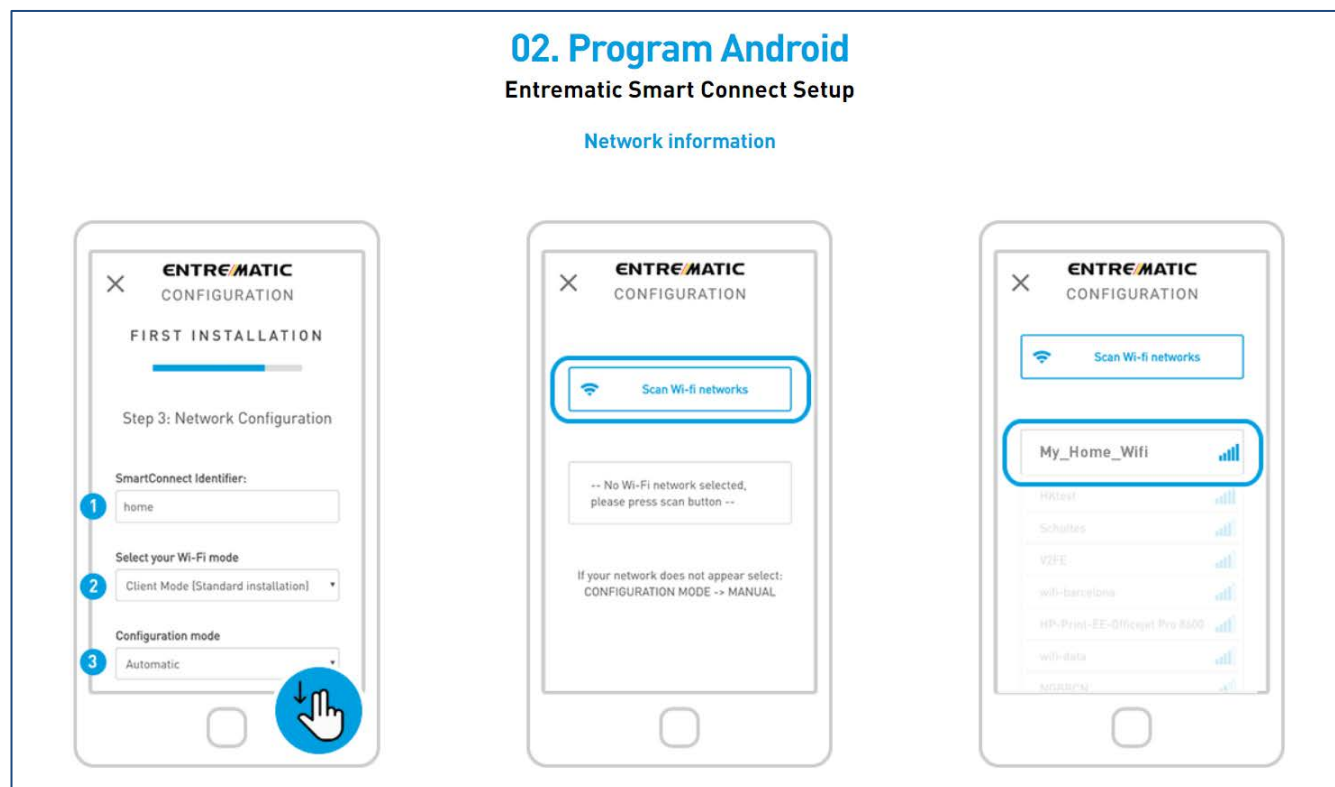 02. Program Android
Entrematic Smart Connect Setup
Network information
ENTREMATIC
CONFIGURATION
FIRST INSTALLATION
Step 3: Network Configuration
SmartConnect Identifier:
1
home
Select your Wi-Fi mode
2
Client Mode (Standard installation)
Configuration mode
3
Automatic
ENTREMATIC
CONFIGURATION
Scan Wi-fi networks
-- No Wi-Fi network selected,
please press scan button --
If your network does not appear select:
CONFIGURATION MODE -> MANUAL
ENTREMATIC
CONFIGURATION
Scan Wi-fi networks
My_Home_Wifi
HAtest
Schultes
V2FE
wifi-barcelona
HP-Print-EE-Officejet Pro 8600
wifi-data